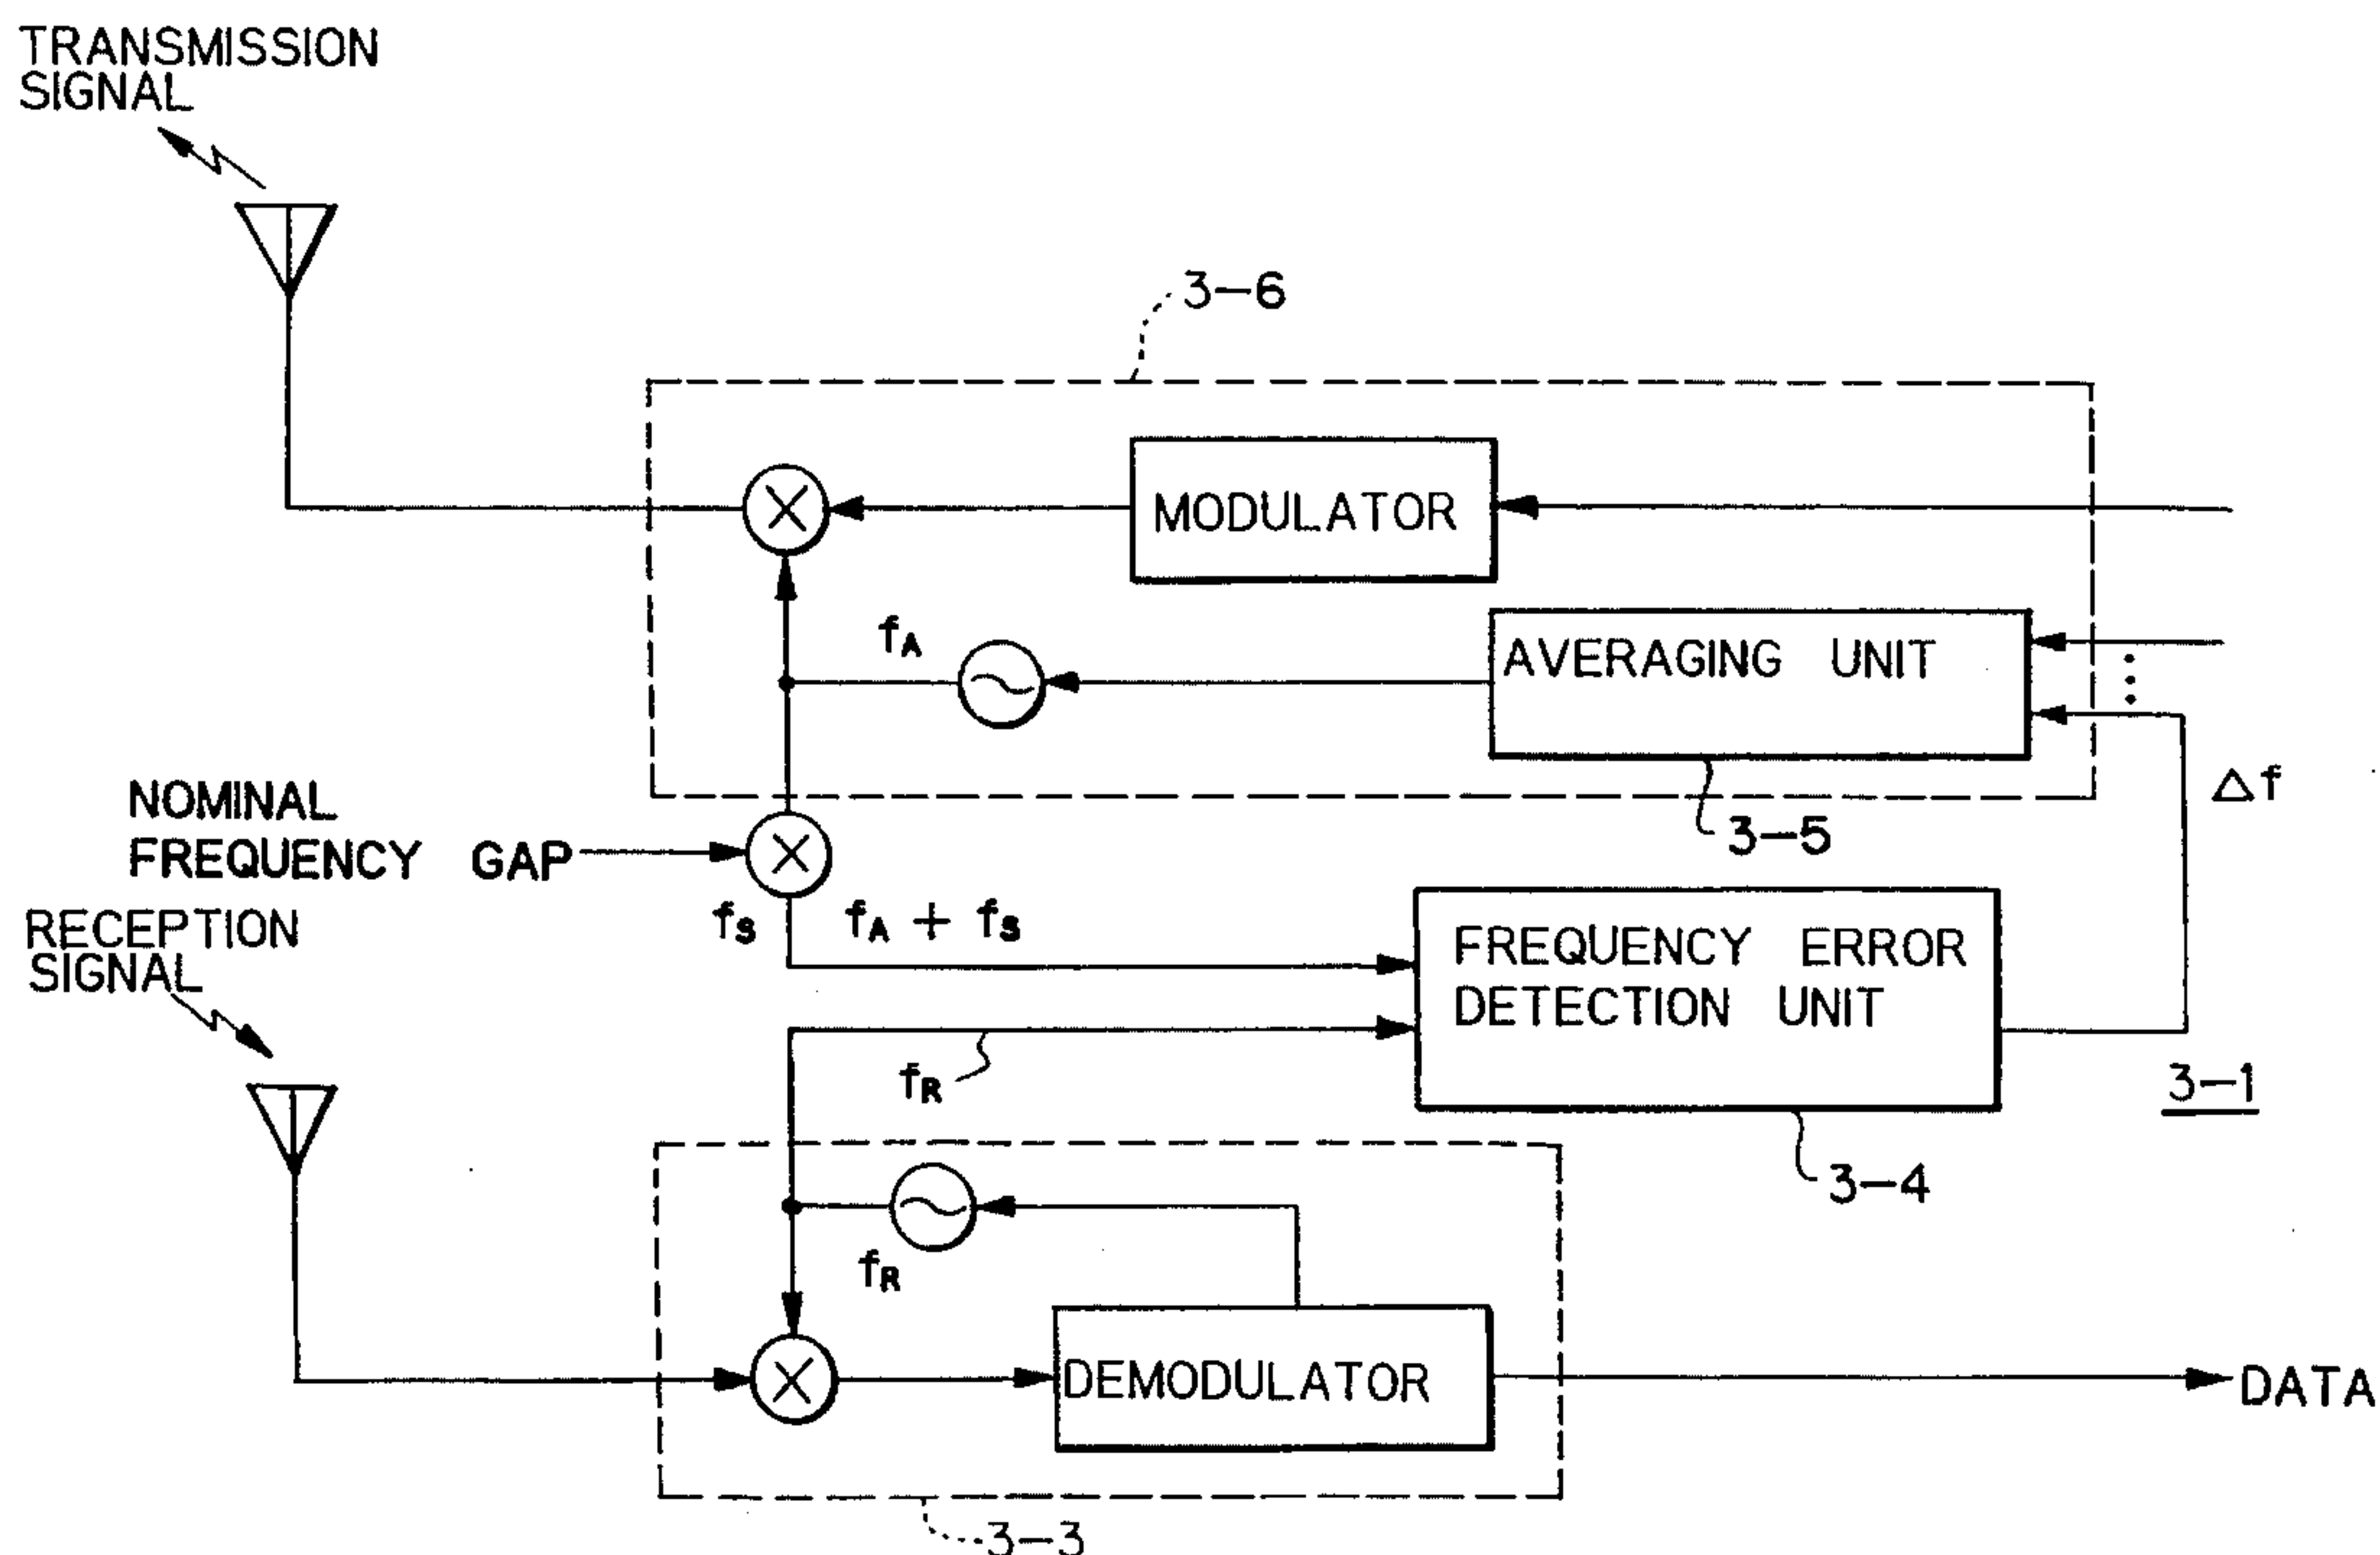 TRANSMISSION
SIGNAL
3-6
MODULATOR
fA
AVERAGING UNIT
NOMINAL
FREQUENCY GAP
3-5
Δf
fS
fA + fS
RECEPTION
SIGNAL
FREQUENCY ERROR
DETECTION UNIT
fR
3-1
3-4
fR
DEMODULATOR
DATA
3-3